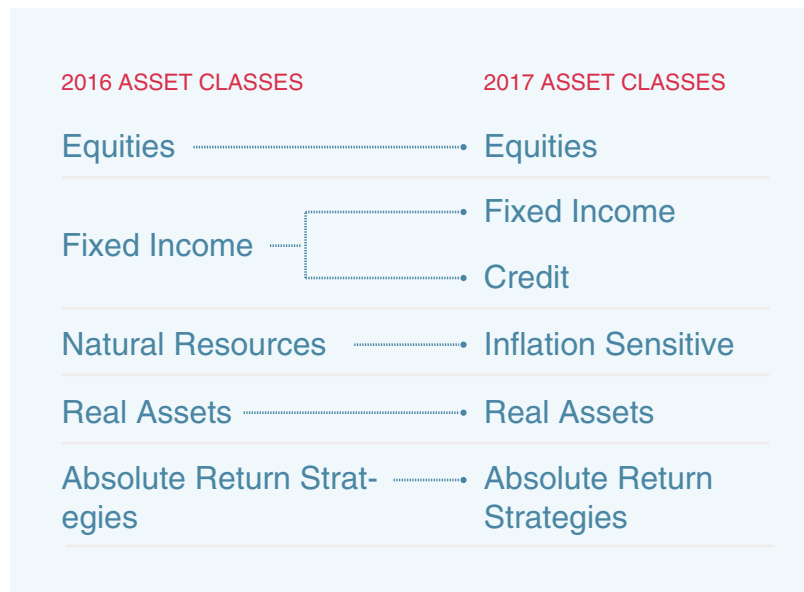 2016 ASSET CLASSES 2017 ASSET CLASSES
Equities Equities
Fixed Income
Fixed Income
Credit
Natural Resources Inflation Sensitive
Real Assets Real Assets
Absolute Return Strat-
egies
Absolute Return
Strategies